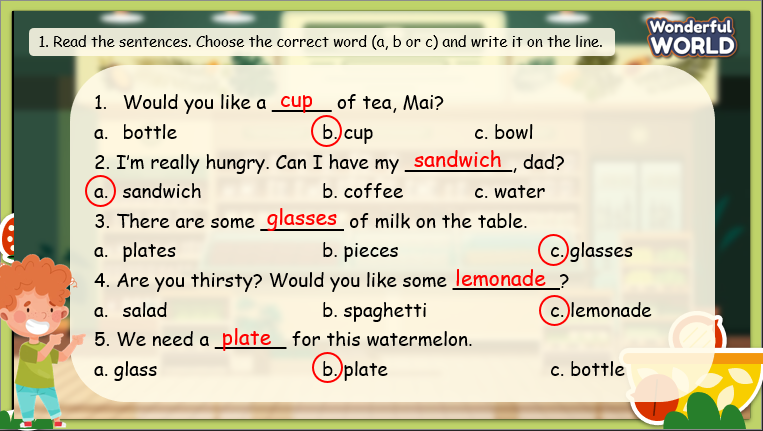 1. Read the sentences. Choose the correct word (a, b or c) and write it on the line.
Wonderful
WORLD
1. Would you like a cup of tea, Mai?
a. bottle b. cup c. bowl
2. I'm really hungry. Can I have my sandwich, dad?
a. sandwich b. coffee c. water
3. There are some glasses of milk on the table.
a. plates b. pieces c. glasses
4. Are you thirsty? Would you like some lemonade?
a. salad b. spaghetti c. lemonade
5. We need a plate for this watermelon.
a. glass b. plate c. bottle